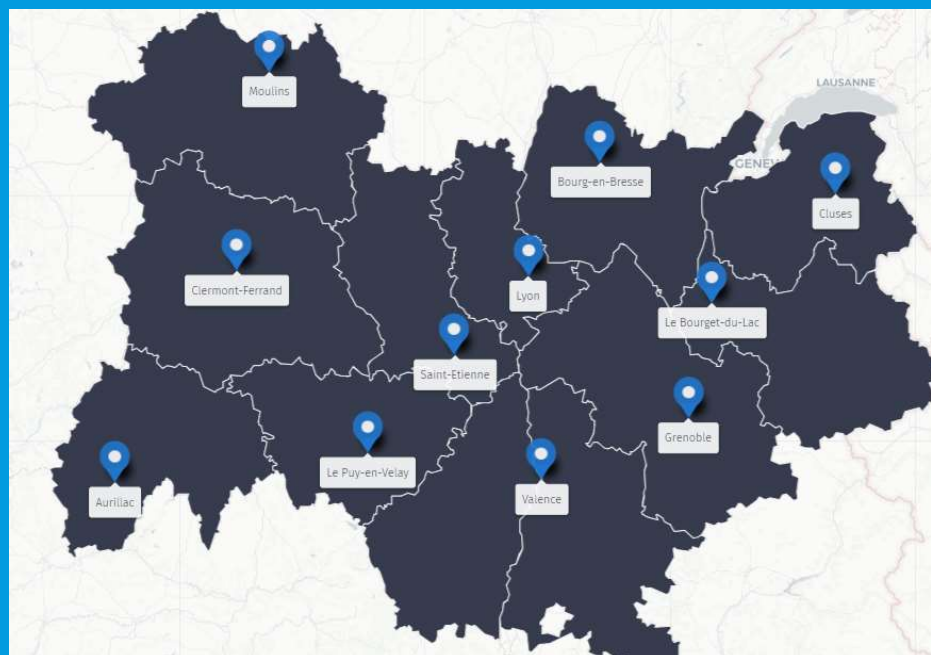 Moulins
LAUSANNE
GENEV
Bourg-en-Bresse
Cluses
Clermont-Ferrand
Lyon
Le Bourget-du-Lac
Saint-Etienne
Grenoble
Le Puy-en-Velay
Valence
Aurillac